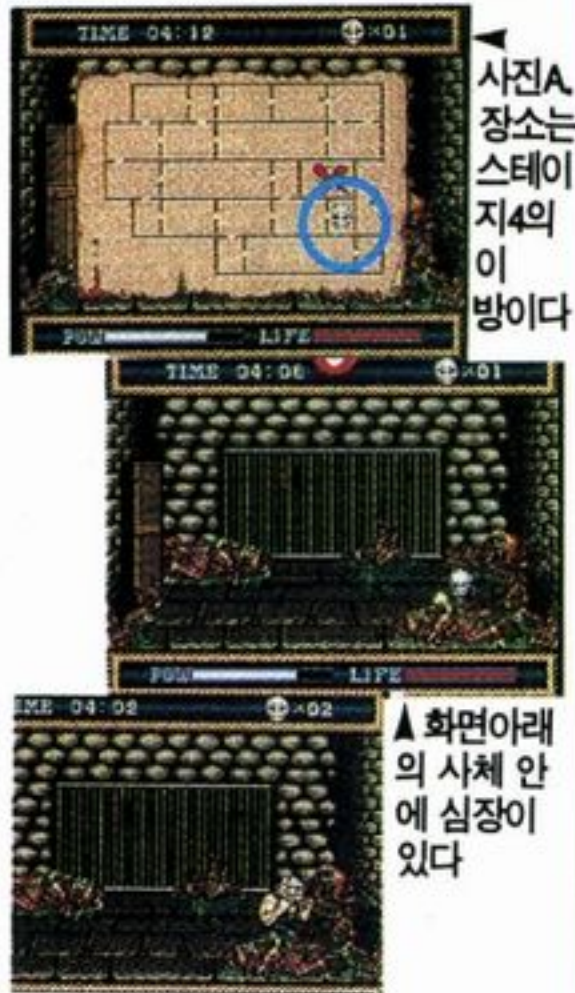 TIME 04:12 ×01
사진A.
장소는
스테이
지4의
이
방이다
POW LIFE
TIME 04:06 ×01
POW LIFE
IME 04:02 ×02
▲ 화면아래
의 사체 안
에 심장이
있다